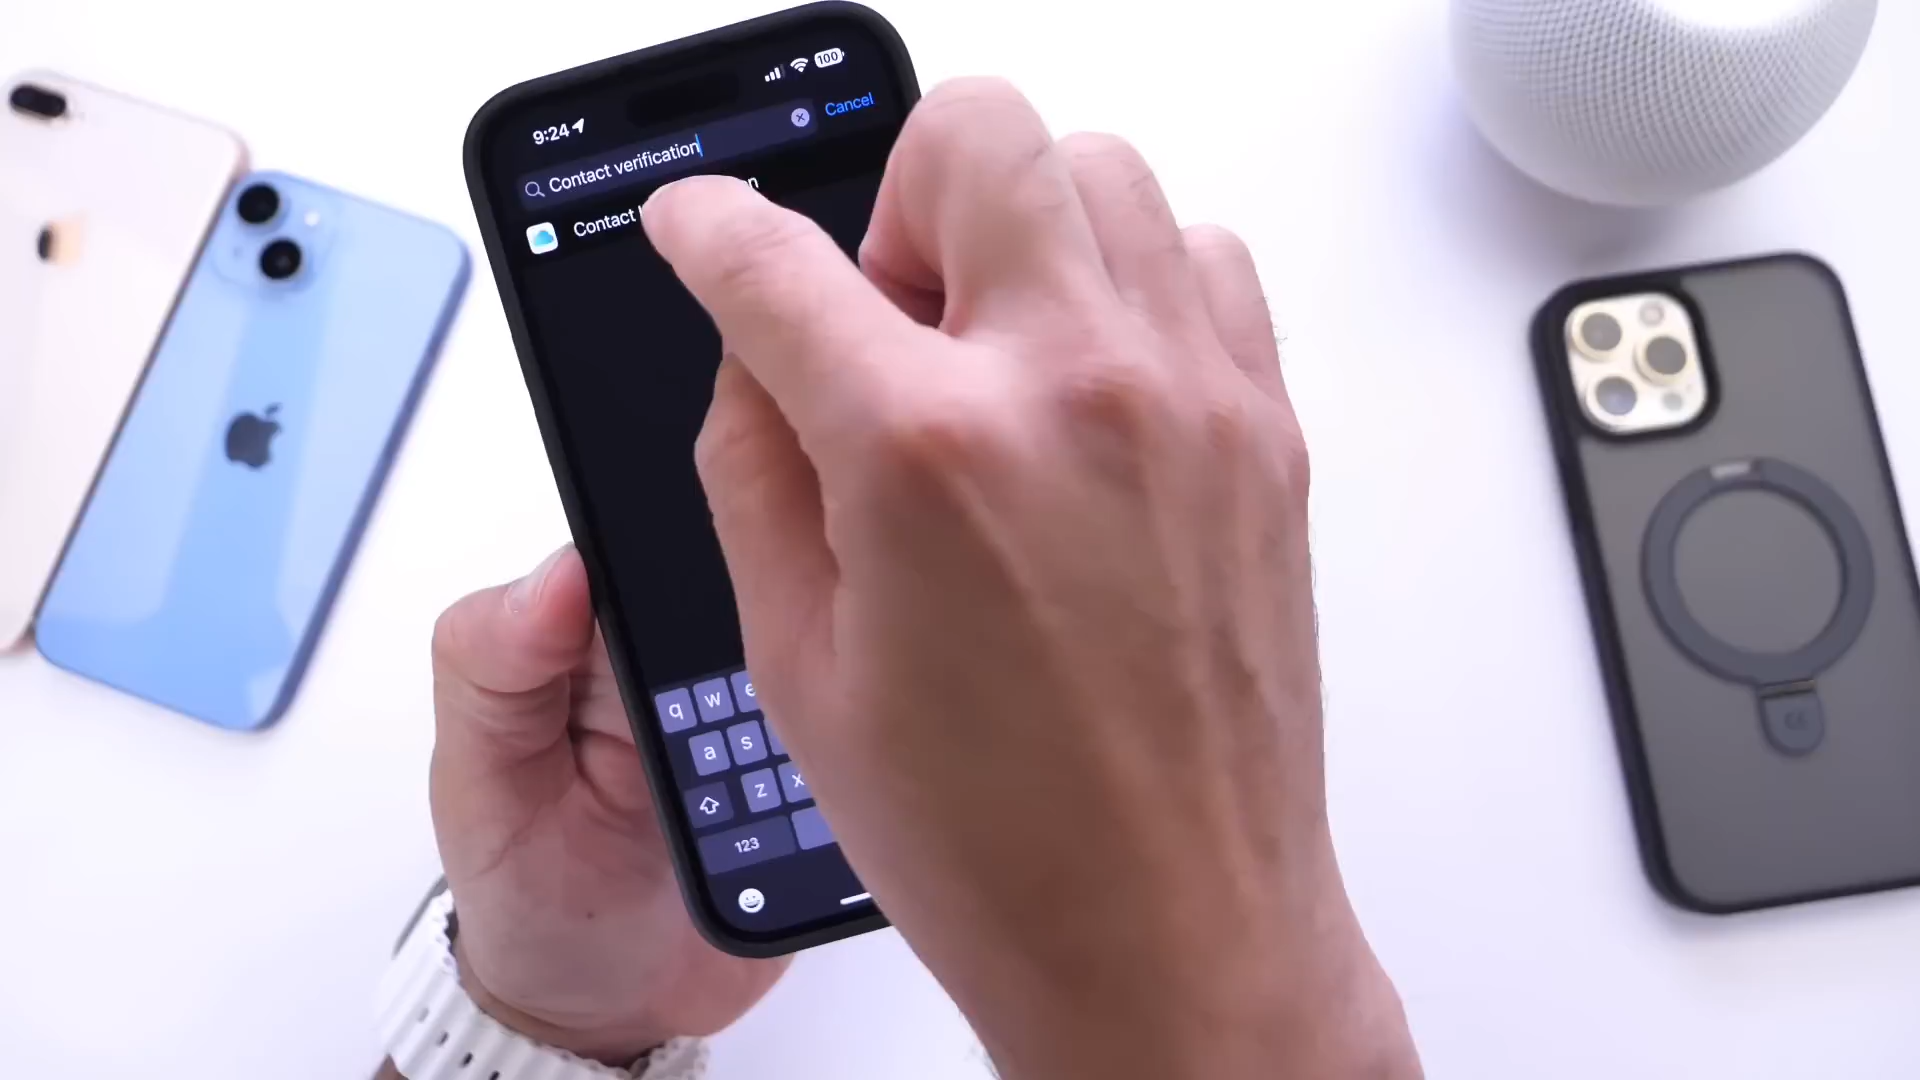 9:24
100
Contact verification
Cancel
Contact
q w e
a s
z x
123